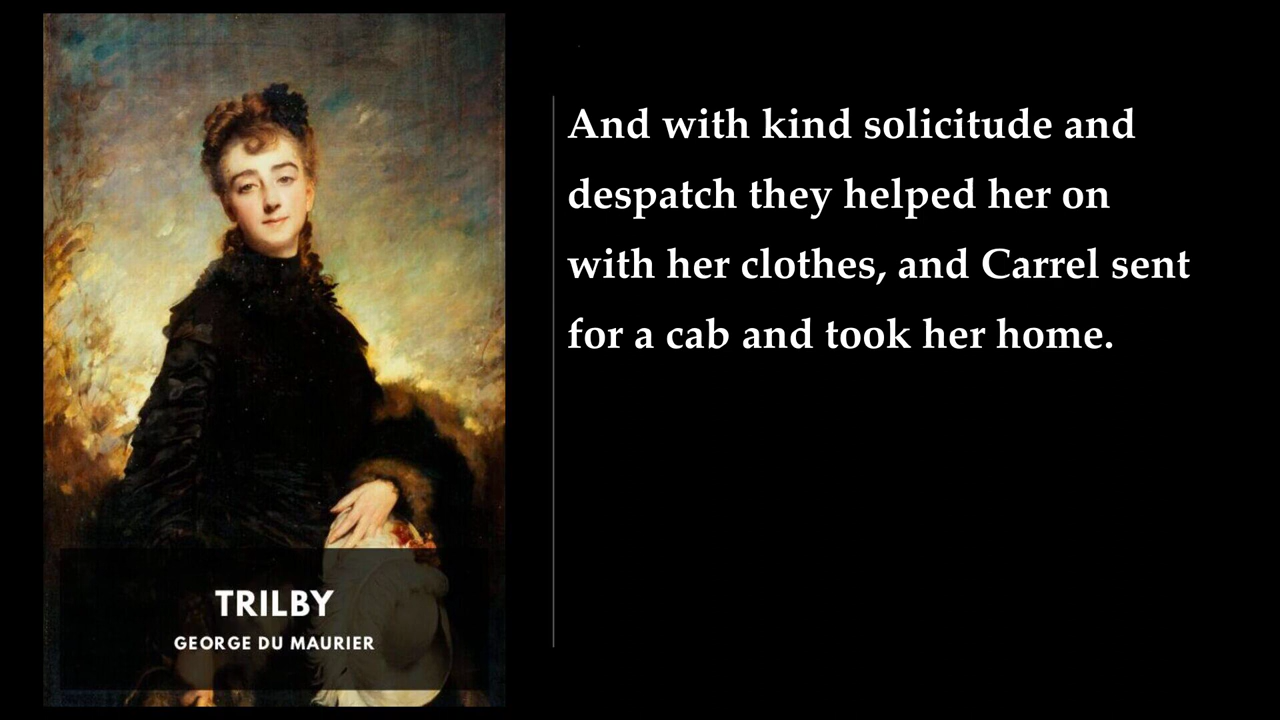 TRILBY
GEORGE DU MAURIER
And with kind solicitude and
despatch they helped her on
with her clothes, and Carrel sent
for a cab and took her home.